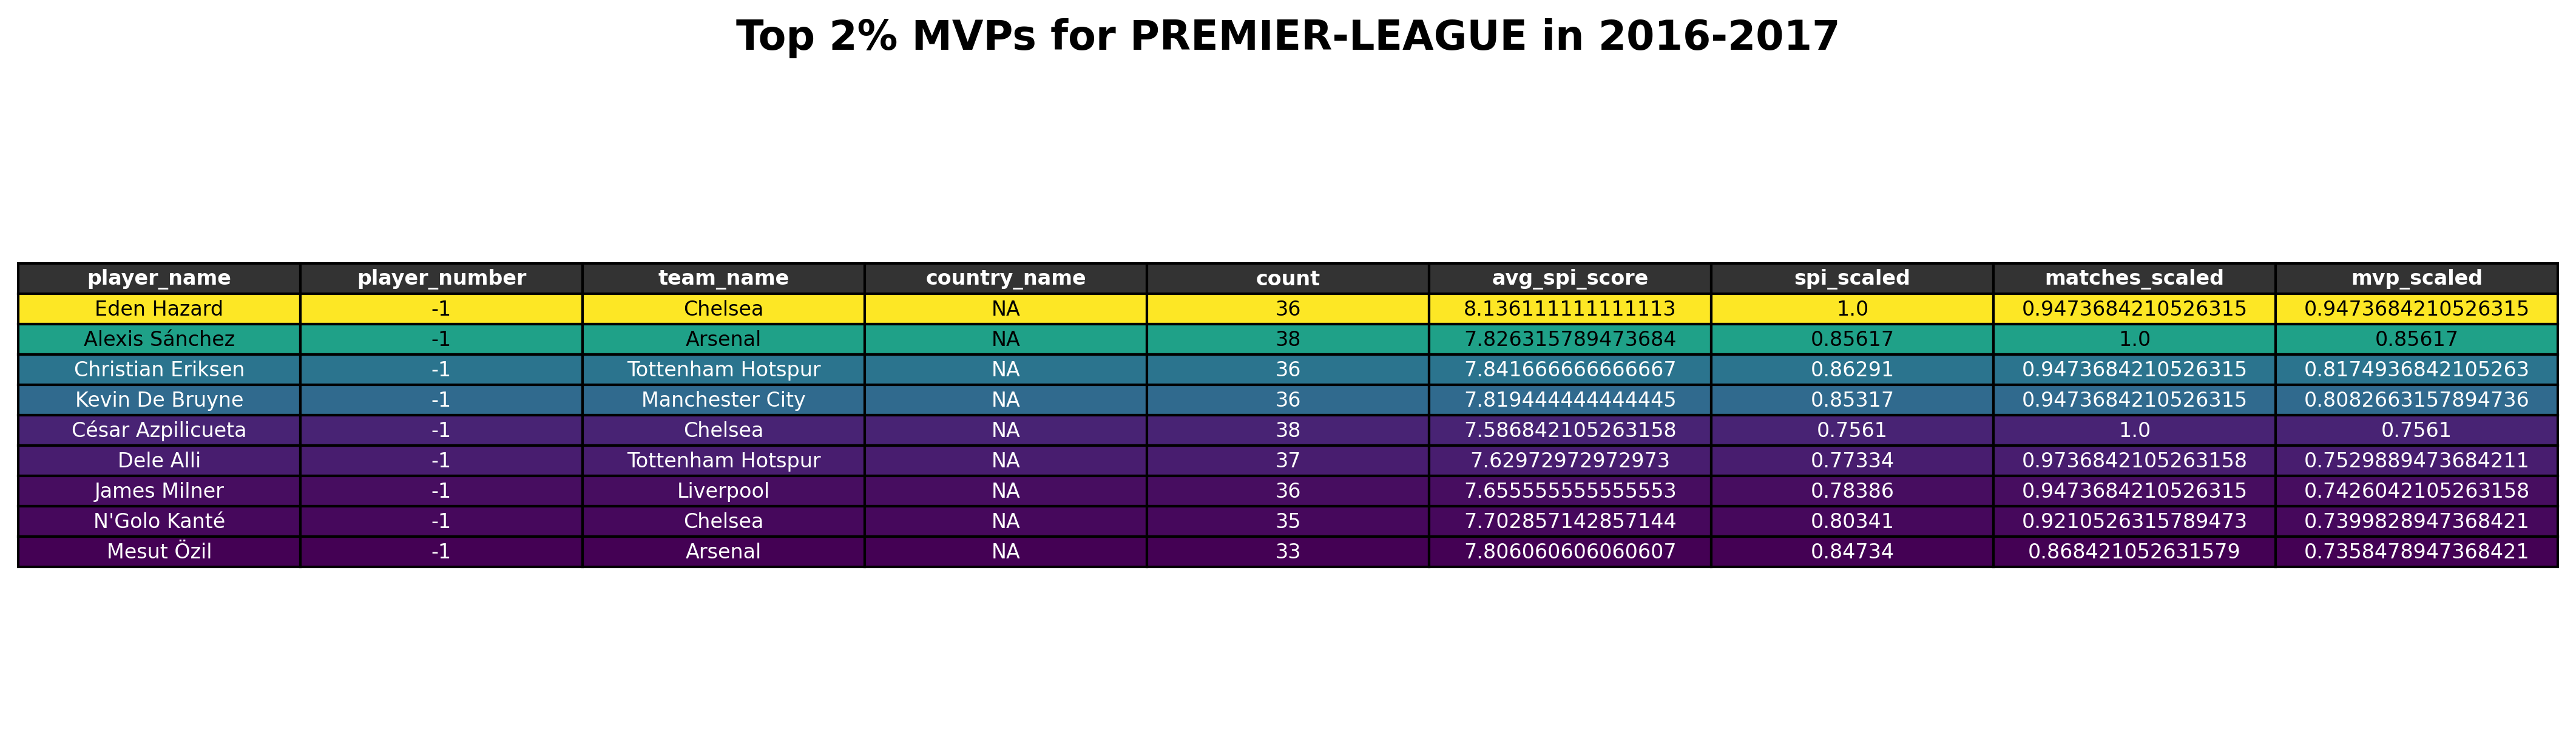 Top 2% MVPs for PREMIER-LEAGUE in 2016-2017
player_name player_number team_name country_name count avg_spi_score spi_scaled matches_scaled mvp_scaled
Eden Hazard -1 Chelsea NA 36 8.136111111111113 1.0 0.9473684210526315 0.9473684210526315
Alexis Sánchez -1 Arsenal NA 38 7.826315789473684 0.85617 1.0 0.85617
Christian Eriksen -1 Tottenham Hotspur NA 36 7.841666666666667 0.86291 0.9473684210526315 0.8174936842105263
Kevin De Bruyne -1 Manchester City NA 36 7.819444444444445 0.85317 0.9473684210526315 0.8082663157894736
César Azpilicueta -1 Chelsea NA 38 7.586842105263158 0.7561 1.0 0.7561
Dele Alli -1 Tottenham Hotspur NA 37 7.62972972972973 0.77334 0.9736842105263158 0.7529889473684211
James Milner -1 Liverpool NA 36 7.655555555555553 0.78386 0.9473684210526315 0.7426042105263158
N'Golo Kanté -1 Chelsea NA 35 7.702857142857144 0.80341 0.9210526315789473 0.7399828947368421
Mesut Özil -1 Arsenal NA 33 7.806060606060607 0.84734 0.868421052631579 0.7358478947368421